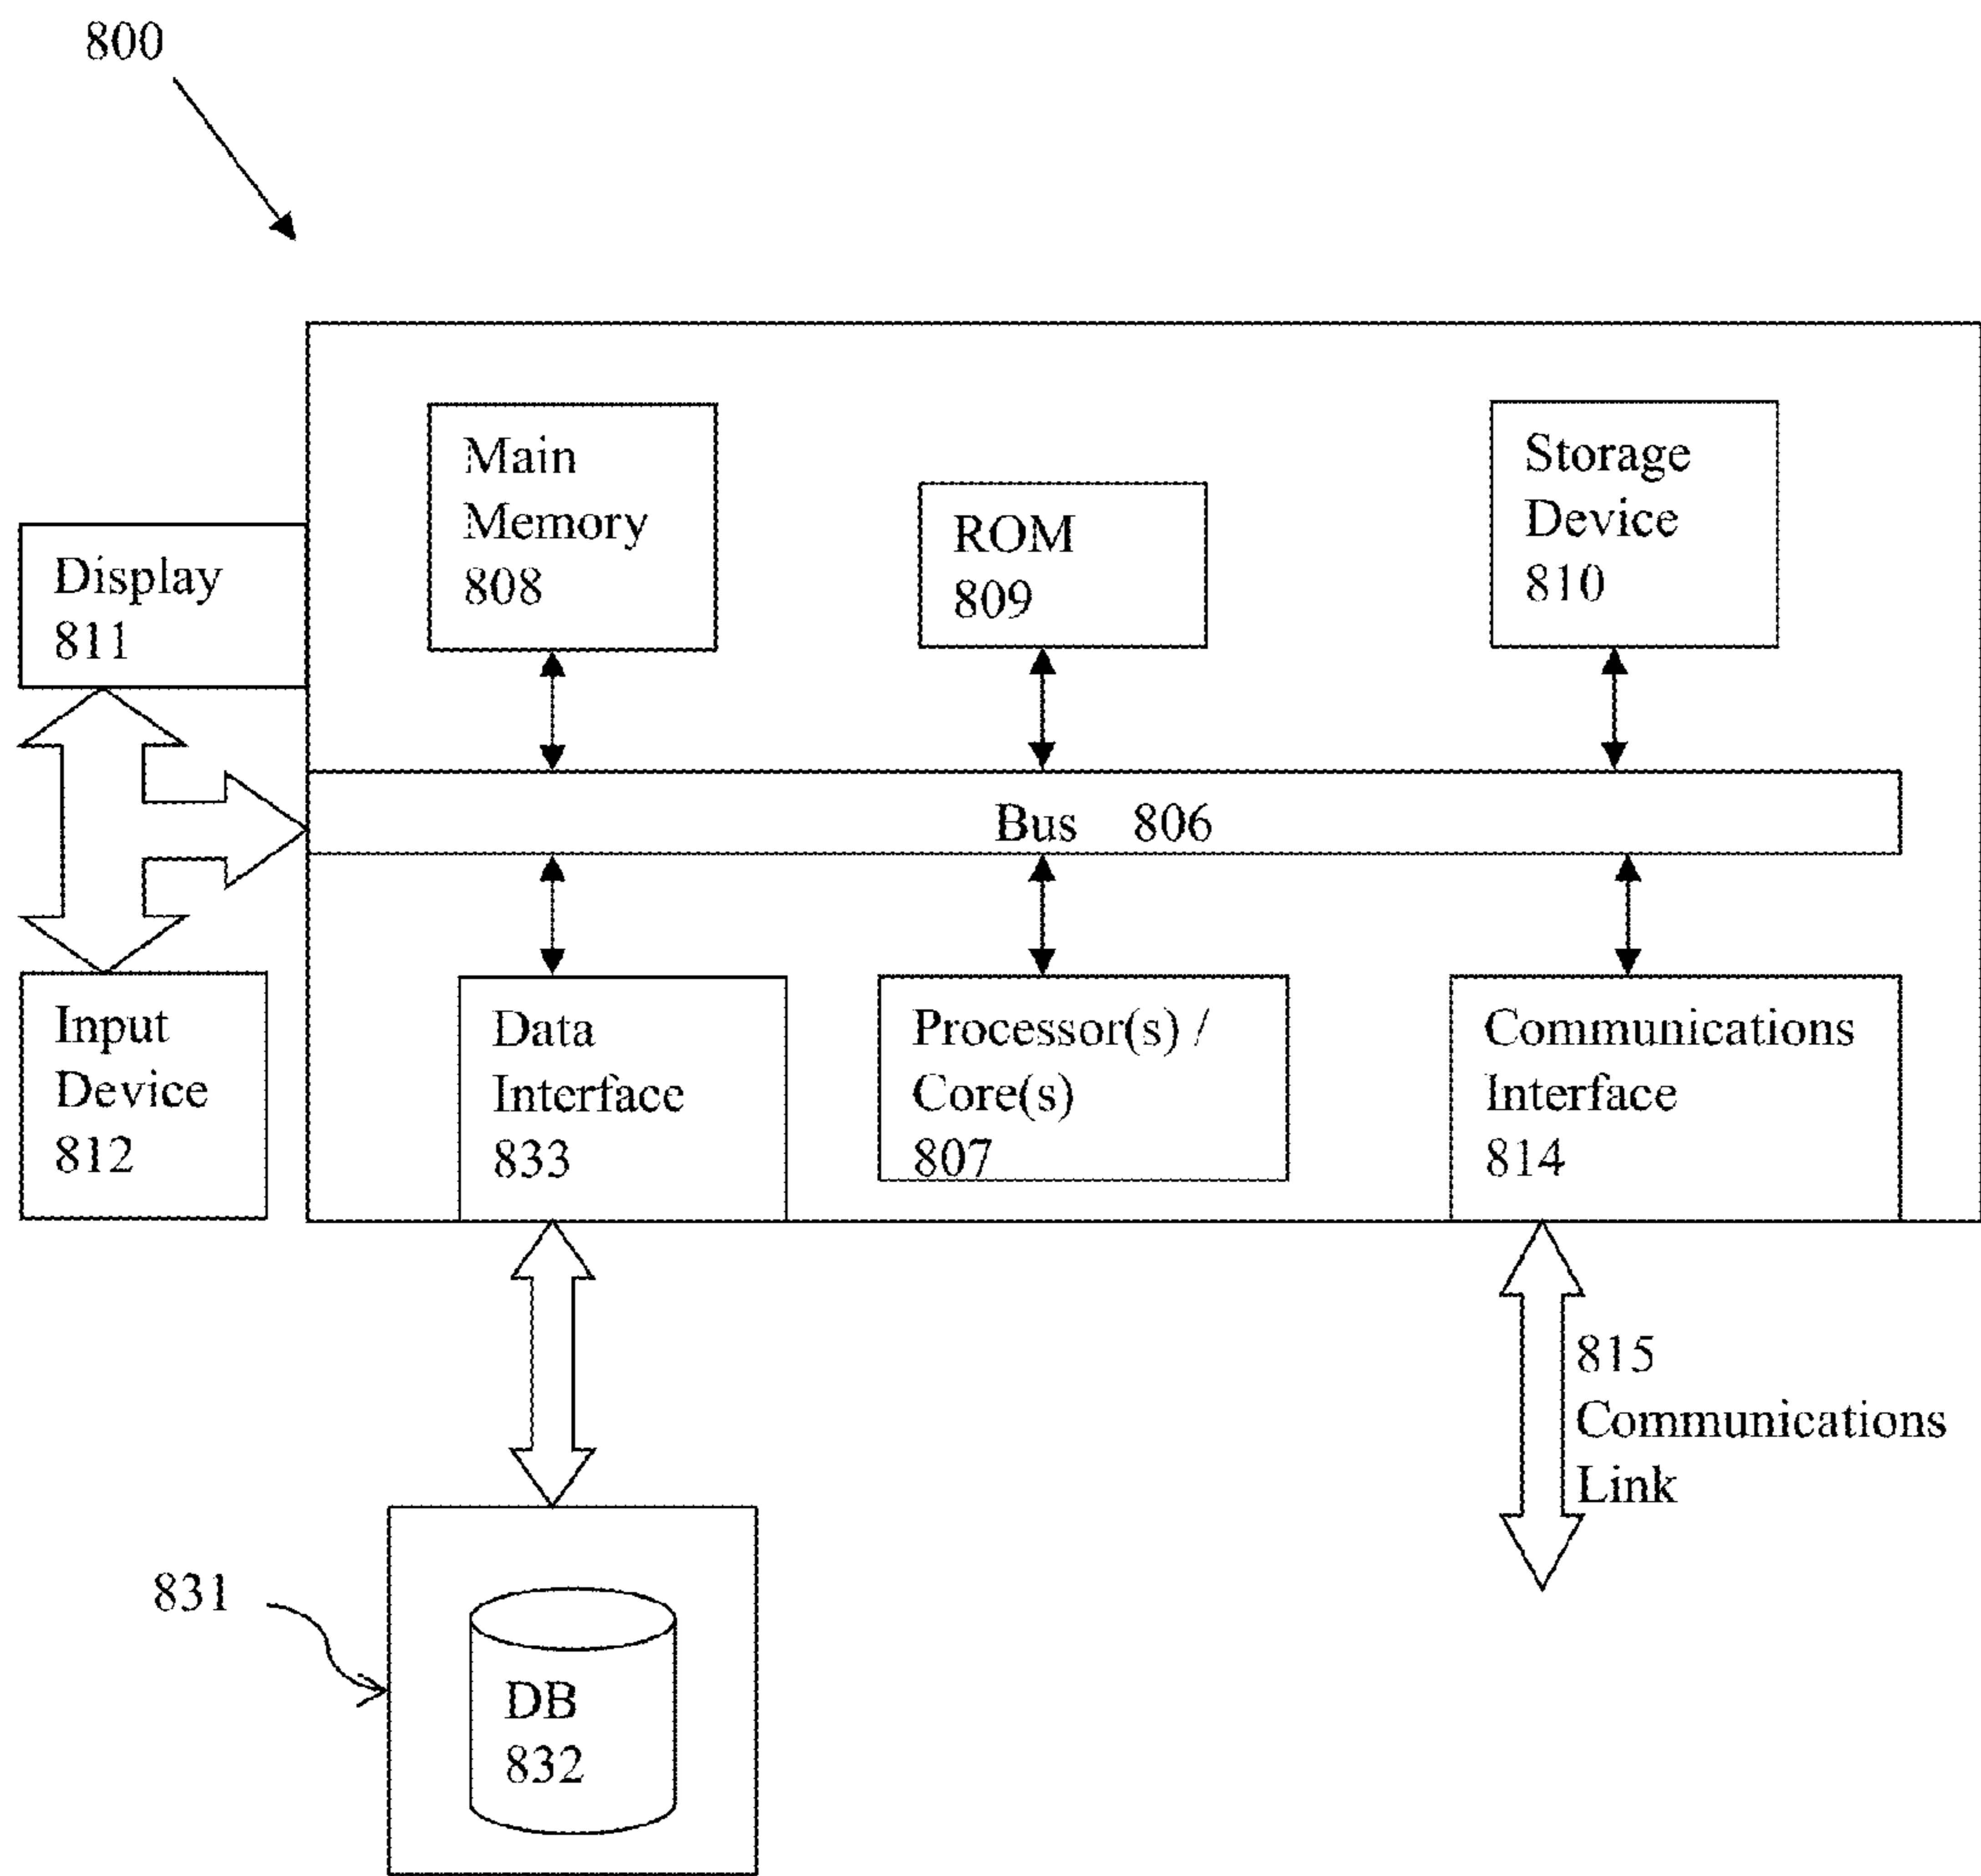 800
Main
Memory
808
ROM
809
Storage
Device
810
Display
811
Bus 806
Input
Device
812
Data
Interface
833
Processor(s) /
Core(s)
807
Communications
Interface
814
815
Communications
Link
831
DB
832